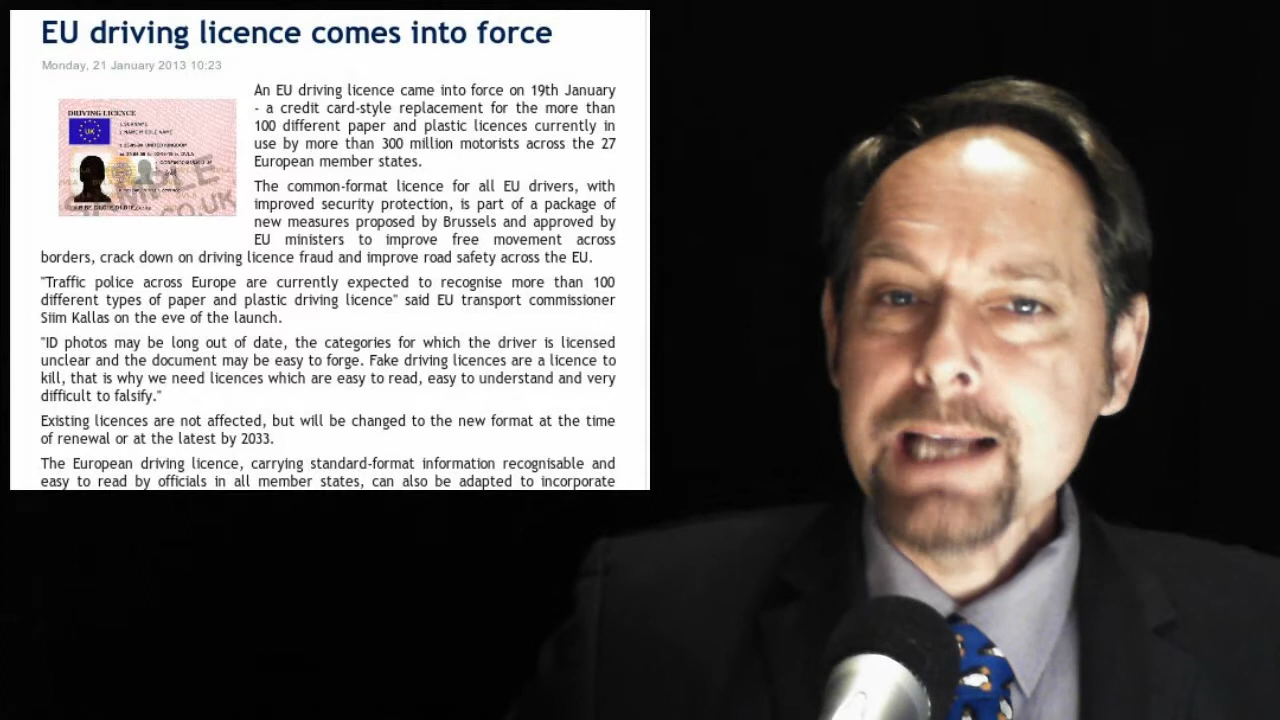 EU driving licence comes into force
Monday, 21 January 2013 10:23
An EU driving licence came into force on 19th January
- a credit card-style replacement for the more than
100 different paper and plastic licences currently in
use by more than 300 million motorists across the 27
European member states.
DRIVING LICENCE
UK
The common-format licence for all EU drivers, with
improved security protection, is part of a package of
new measures proposed by Brussels and approved by
EU ministers to improve free movement across
borders, crack down on driving licence fraud and improve road safety across the EU.
"Traffic police across Europe are currently expected to recognise more than 100
different types of paper and plastic driving licence" said EU transport commissioner
Siim Kallas on the eve of the launch.
"ID photos may be long out of date, the categories for which the driver is licensed
unclear and the document may be easy to forge. Fake driving licences are a licence to
kill, that is why we need licences which are easy to read, easy to understand and very
difficult to falsify."
Existing licences are not affected, but will be changed to the new format at the time
of renewal or at the latest by 2033.
The European driving licence, carrying standard-format information recognisable and
easy to read by officials in all member states, can also be adapted to incorporate